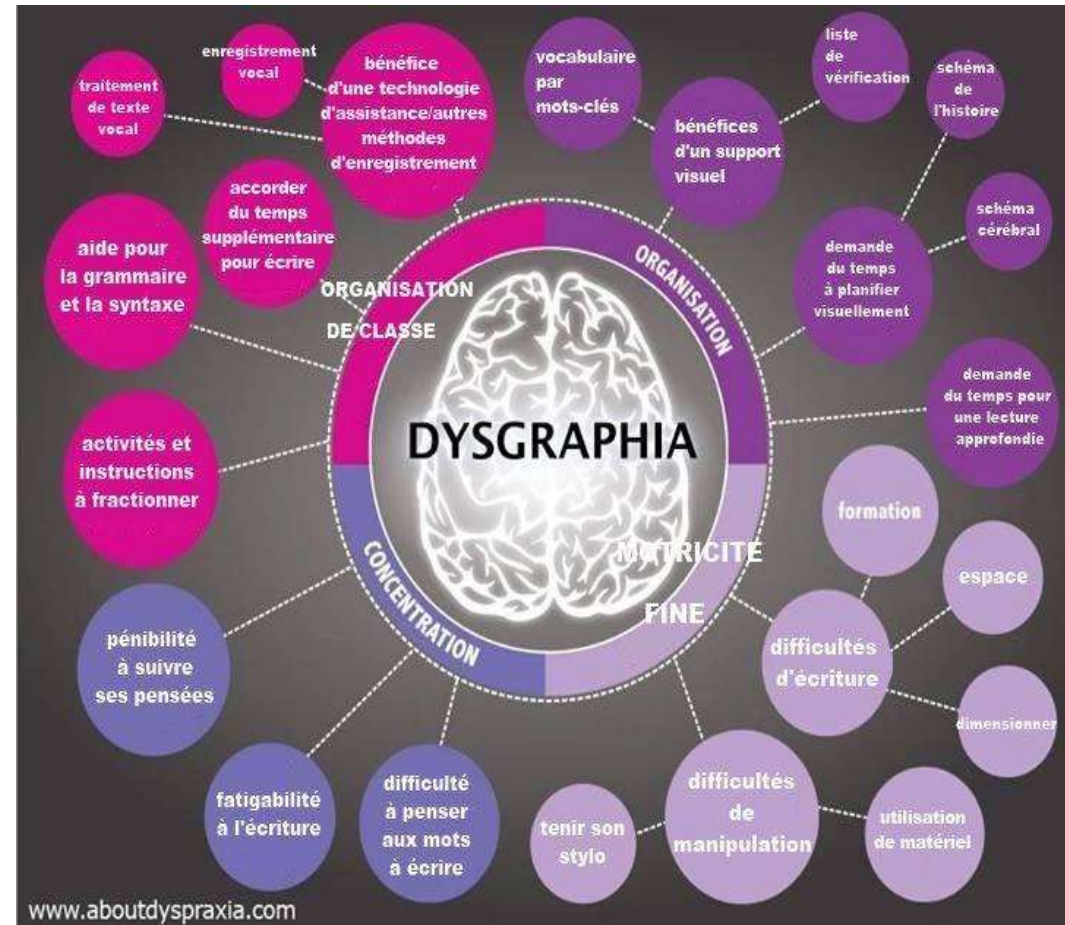 enregistrement
vocal
traitement
de texte
vocal
bénéfice
d'une technologie
d'assistance/autres
méthodes
d'enregistrement
accorder
du temps
supplémentaire
pour écrire
aide pour
la grammaire
et la syntaxe
activités et
instructions
à fractionner
ORGANISATION
DE CLASSE
vocabulaire
par
mots-clés
bénéfices
d'un support
visuel
liste
de
vérification
schéma
de
l'histoire
schéma
cérébral
demande
du temps
à planifier
visuellement
demande
du temps pour
une lecture
approfondie
ORGANISATION
DYSGRAPHIA
CONCENTRATION
pénibilité
à suivre
ses pensées
fatigabilité
à l'écriture
difficulté
à penser
aux mots
à écrire
MOTRICITE
FINE
formation
espace
difficultés
d'écriture
dimensionner
difficultés
de
manipulation
tenir son
stylo
utilisation
de matériel
www.aboutdyspraxia.com